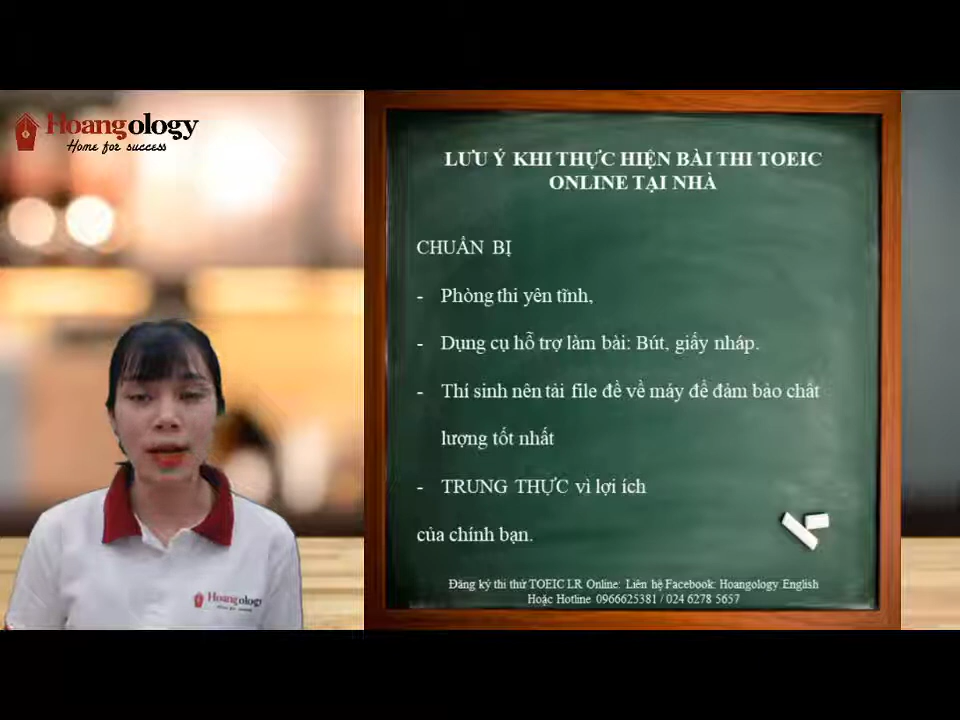 Hoangology
Home for success
LƯU Ý KHI THỰC HIỆN BÀI THI TOEIC
ONLINE TẠI NHÀ
CHUẨN BỊ
- Phòng thi yên tĩnh,
- Dụng cụ hỗ trợ làm bài: Bút, giấy nháp.
- Thí sinh nên tải file đề về máy để đảm bảo chất
lượng tốt nhất
- TRUNG THỰC vì lợi ích
của chính bạn.
Đăng ký thi thử TOEIC LR Online: Liên hệ Facebook: Hoangology English
Hoặc Hotline 0966625381 / 024 6278 5657
Hoangology